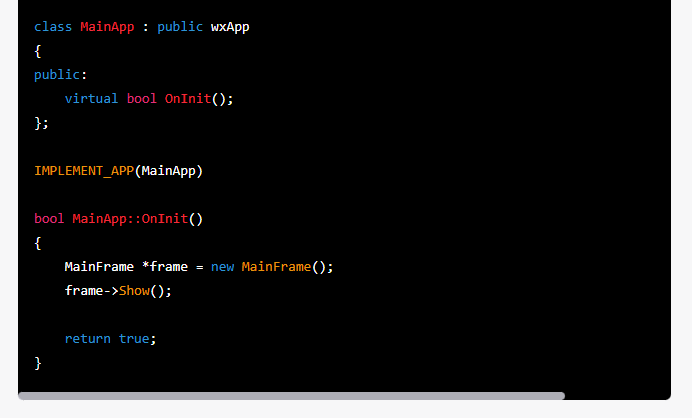 class MainApp : public wxApp
{
public:
    virtual bool OnInit();
};
IMPLEMENT_APP(MainApp)
bool MainApp::OnInit()
{
    MainFrame *frame = new MainFrame();
    frame->Show();
    return true;
}